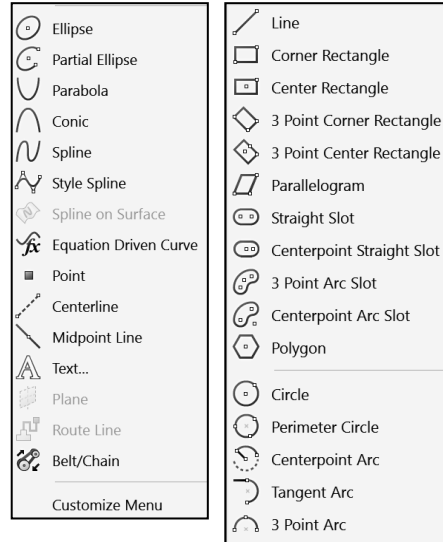 Ellipse
Partial Ellipse
Parabola
Conic
Spline
Style Spline
Spline on Surface
Equation Driven Curve
Point
Centerline
Midpoint Line
Text...
Plane
Route Line
Belt/Chain
Customize Menu
Line
Corner Rectangle
Center Rectangle
3 Point Corner Rectangle
3 Point Center Rectangle
Parallelogram
Straight Slot
Centerpoint Straight Slot
3 Point Arc Slot
Centerpoint Arc Slot
Polygon
Circle
Perimeter Circle
Centerpoint Arc
Tangent Arc
3 Point Arc